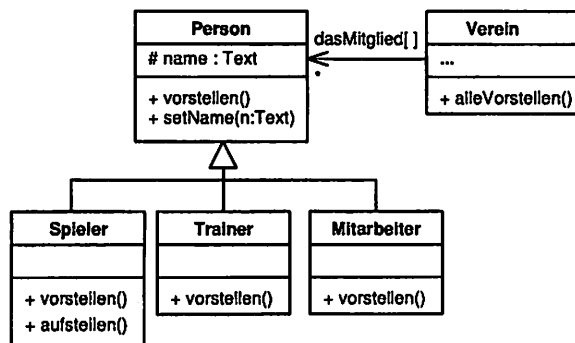 Person
# name : Text
+ vorstellen()
+ setName(n:Text)
dasMitglied[ ]
*
Verein
...
+ alleVorstellen()
Spieler
+ vorstellen()
+ aufstellen()
Trainer
+ vorstellen()
Mitarbeiter
+ vorstellen()